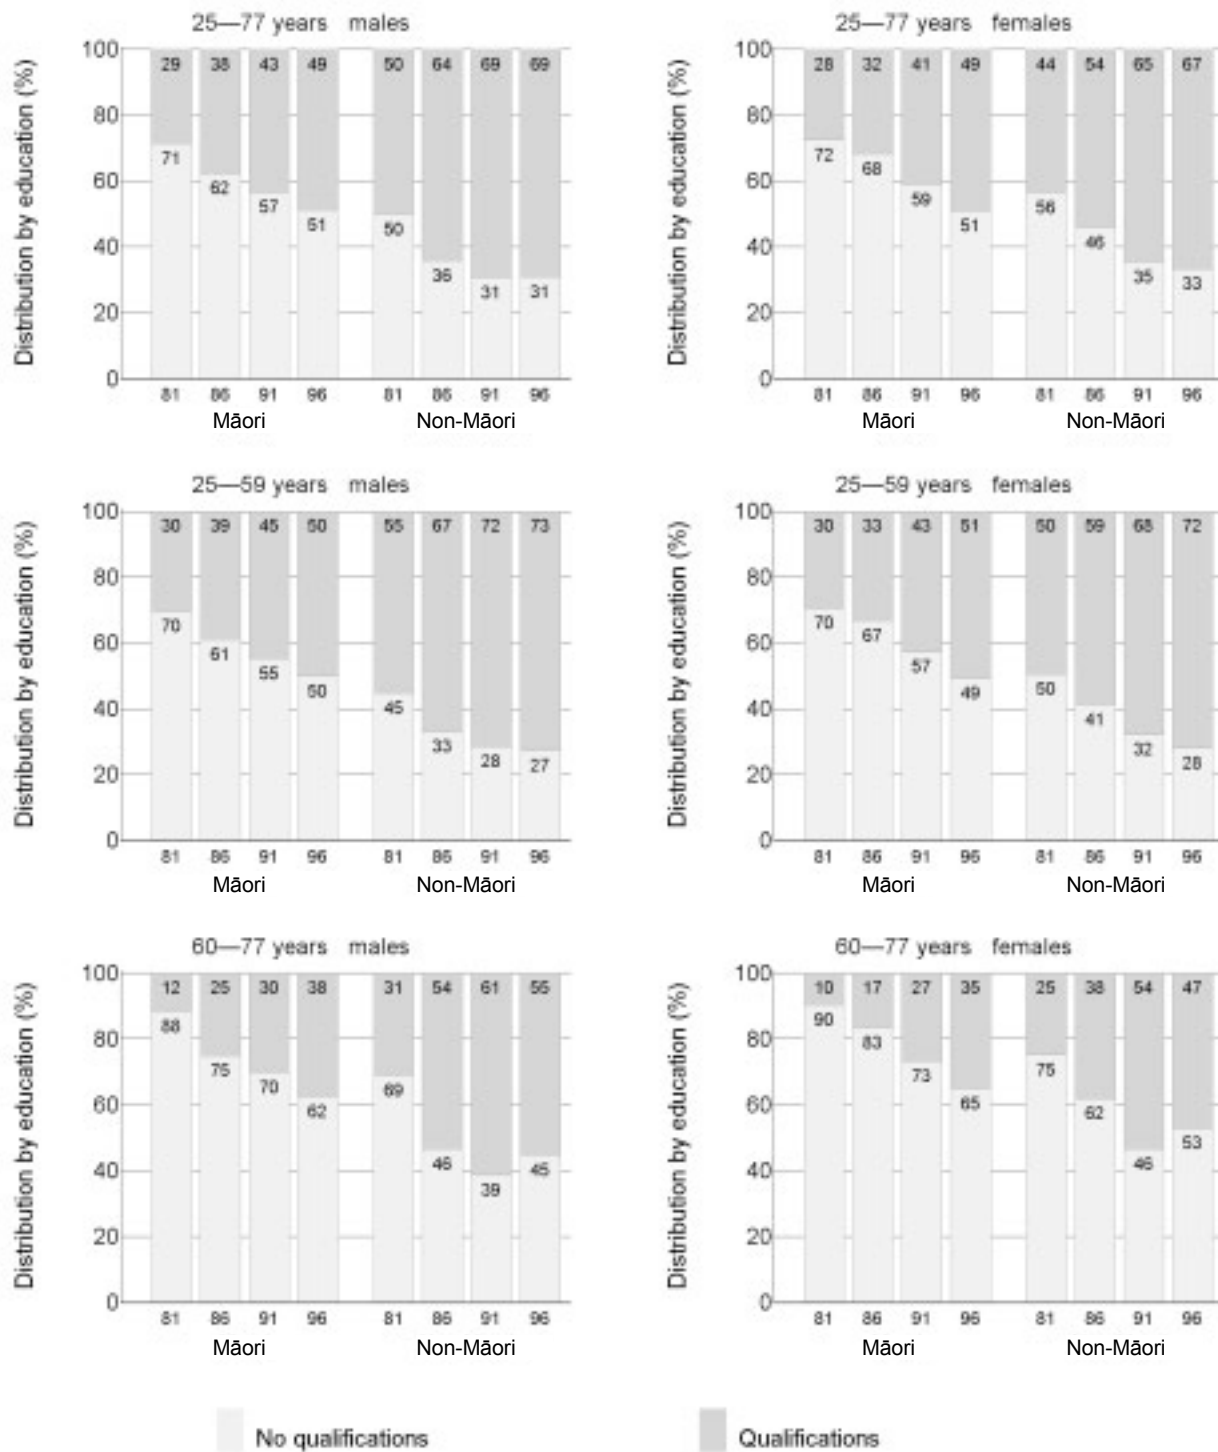 25—77 years males
25—77 years females
Distribution by education (%)
100
80
60
40
20
0
29 38 43 49 50 64 69 69
71 62 57 51 50 36 31 31
81 86 91 96 81 86 91 96
Māori Non-Māori
Distribution by education (%)
100
80
60
40
20
0
28 32 41 49 44 54 65 67
72 68 59 51 56 46 35 33
81 86 91 96 81 86 91 96
Māori Non-Māori
25—59 years males
25—59 years females
Distribution by education (%)
100
80
60
40
20
0
30 39 45 50 55 67 72 73
70 61 55 50 45 33 28 27
81 86 91 96 81 86 91 96
Māori Non-Māori
Distribution by education (%)
100
80
60
40
20
0
30 33 43 51 50 59 68 72
70 67 57 49 50 41 32 28
81 86 91 96 81 86 91 96
Māori Non-Māori
60—77 years males
60—77 years females
Distribution by education (%)
100
80
60
40
20
0
12 25 30 38 31 54 61 55
88 75 70 62 69 46 39 45
81 86 91 96 81 86 91 96
Māori Non-Māori
Distribution by education (%)
100
80
60
40
20
0
10 17 27 35 25 38 54 47
90 83 73 65 75 62 46 53
81 86 91 96 81 86 91 96
Māori Non-Māori
No qualifications
Qualifications